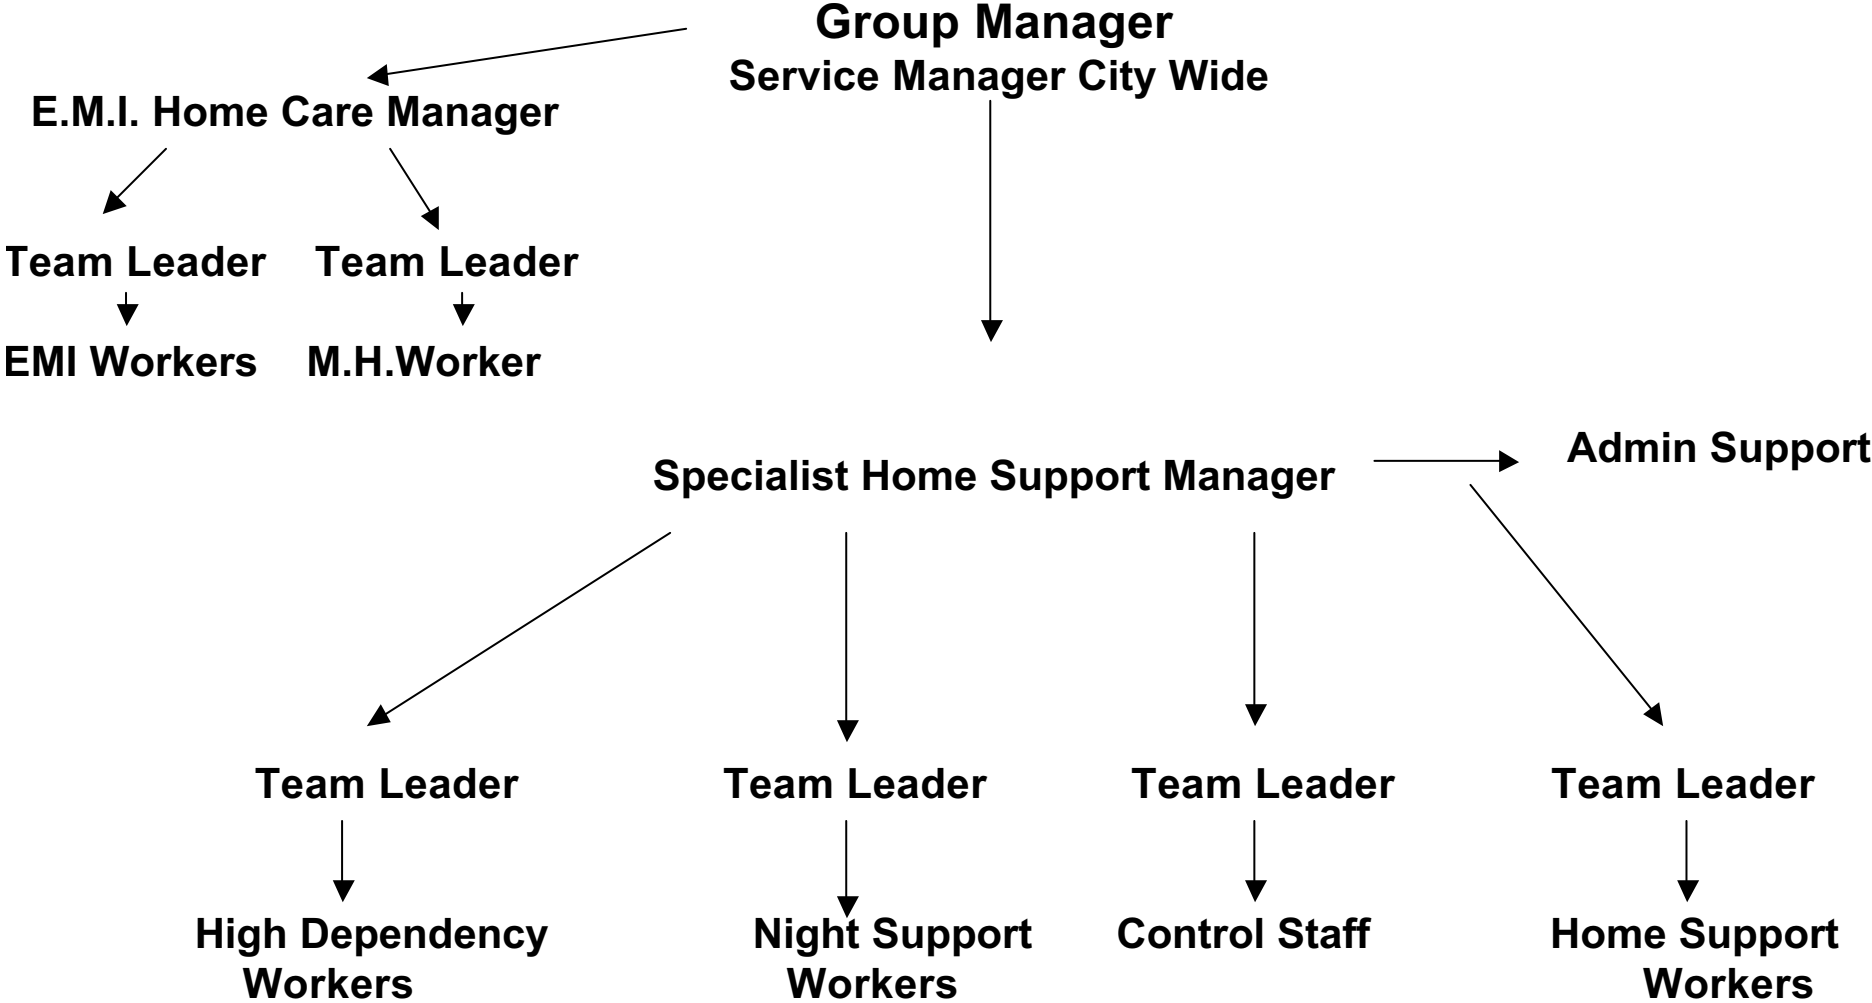 Group Manager
Service Manager City Wide
E.M.I. Home Care Manager
Team Leader Team Leader
EMI Workers M.H.Worker
Admin Support
Specialist Home Support Manager
Team Leader Team Leader Team Leader Team Leader
High Dependency Night Support Control Staff Home Support
Workers Workers Workers